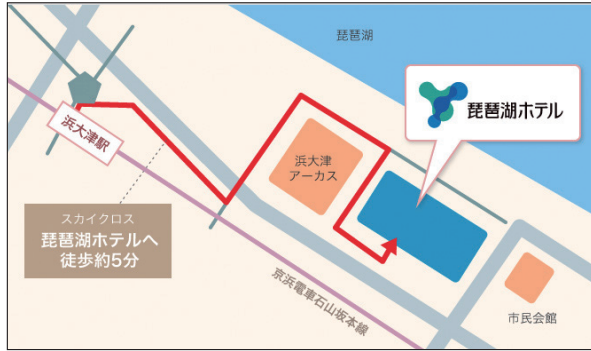 琵琶湖
琵琶湖ホテル
浜大津駅
浜大津
アーカス
スカイクロス
琵琶湖ホテルへ
徒歩約5分
京浜電車石山坂本線
市民会館